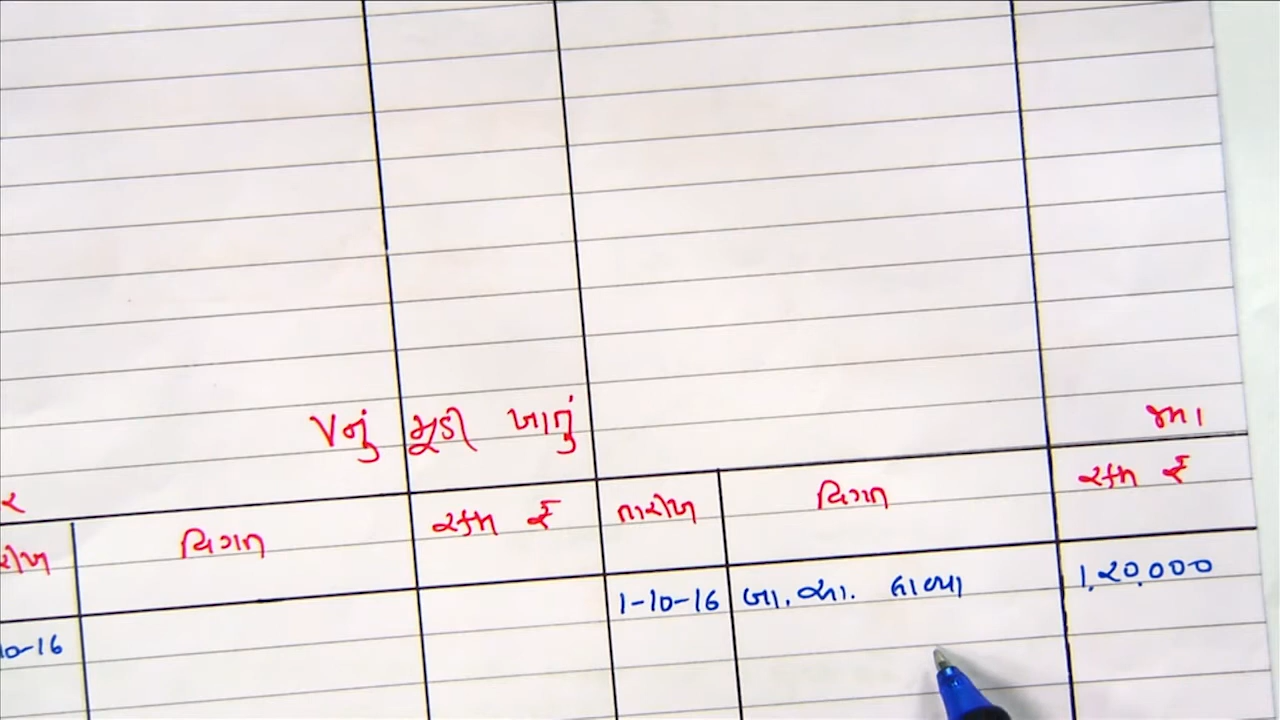 Vનું મૂડી ખાતું
જમા
વિગત રકમ ₹ તારીખ વિગત રકમ ₹
1-10-16 બા. આ. લાવ્યા 1,20,000
10-16